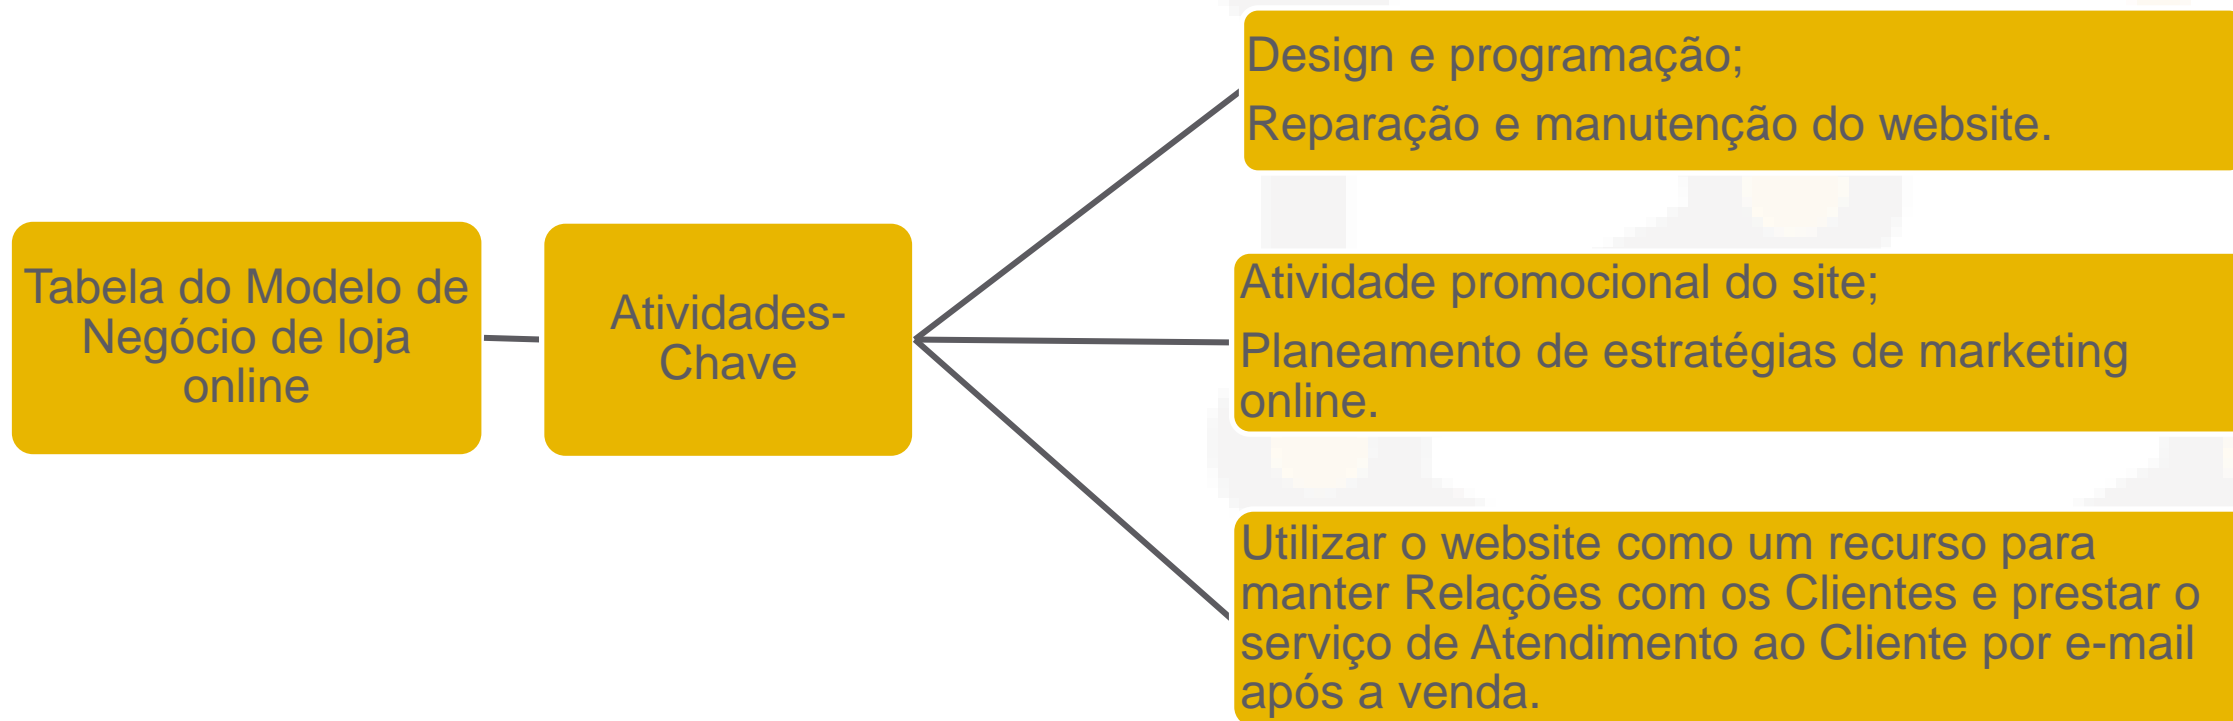 Tabela do Modelo de
Negócio de loja
online
Atividades-
Chave
Design e programação;
Reparação e manutenção do website.
Atividade promocional do site;
Planeamento de estratégias de marketing
online.
Utilizar o website como um recurso para
manter Relações com os Clientes e prestar o
serviço de Atendimento ao Cliente por e-mail
após a venda.